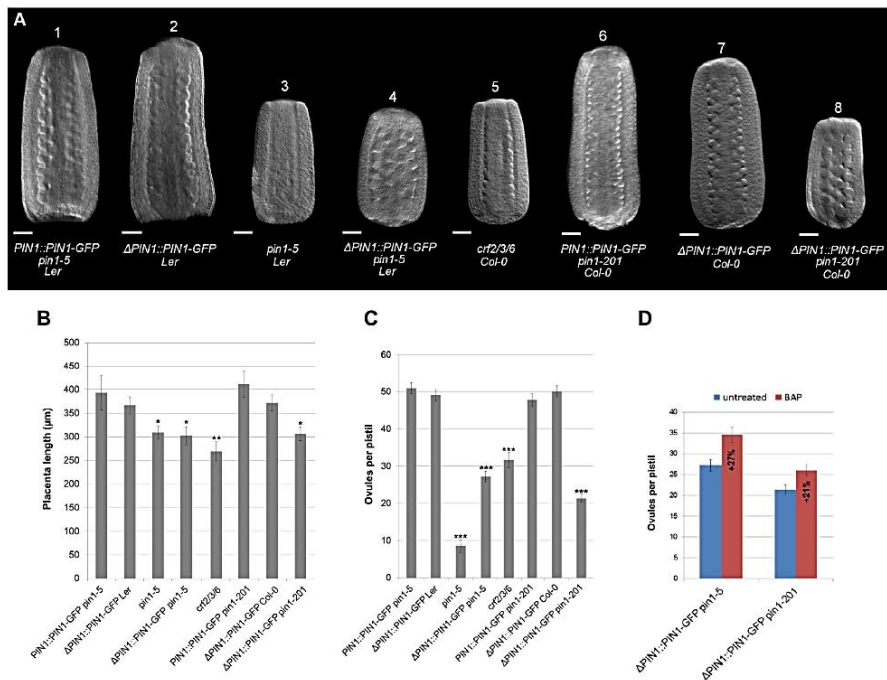 A
1
2
3
4
5
6
7
8
PIN1::PIN1-GFP
pin1-5
Ler
ΔPIN1::PIN1-GFP
Ler
pin1-5
Ler
ΔPIN1::PIN1-GFP
pin1-5
Ler
crf2/3/6
Col-0
PIN1::PIN1-GFP
pin1-201
Col-0
ΔPIN1::PIN1-GFP
Col-0
ΔPIN1::PIN1-GFP
pin1-201
Col-0
B
Placenta length (µm)
500
450
400
350
300
250
200
150
100
50
0
*
*
**
*
PIN1::PIN1-GFP pin1-5
ΔPIN1::PIN1-GFP Ler
pin1-5
ΔPIN1::PIN1-GFP pin1-5
crf2/3/6
PIN1::PIN1-GFP pin1-201
ΔPIN1::PIN1-GFP Col-0
ΔPIN1::PIN1-GFP pin1-201
C
Ovules per pistil
60
50
40
30
20
10
0
***
***
***
***
PIN1::PIN1-GFP pin1-5
ΔPIN1::PIN1-GFP Ler
pin1-5
ΔPIN1::PIN1-GFP pin1-5
crf2/3/6
PIN1::PIN1-GFP pin1-201
ΔPIN1::PIN1-GFP Col-0
ΔPIN1::PIN1-GFP pin1-201
D
untreated BAP
Ovules per pistil
35
30
25
20
15
10
5
0
+27%
+21%
ΔPIN1::PIN1-GFP pin1-5
ΔPIN1::PIN1-GFP pin1-201